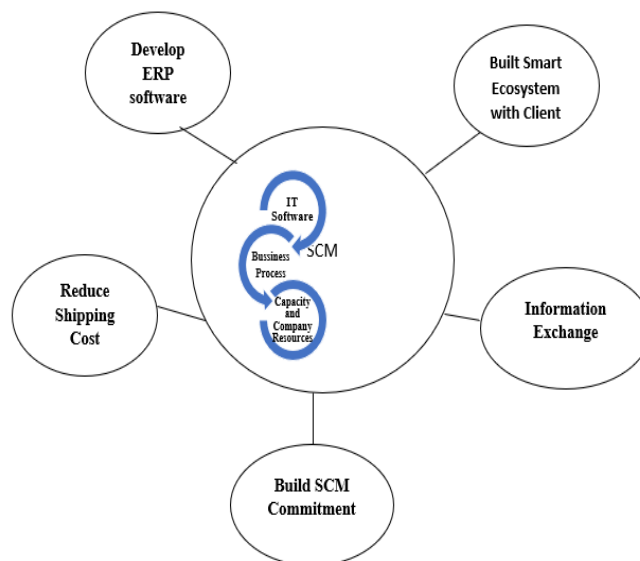 Develop
ERP
software
Built Smart
Ecosystem
with Client
IT
Software
SCM
Bussiness
Process
Capacity
and
Company
Resources
Reduce
Shipping
Cost
Information
Exchange
Build SCM
Commitment